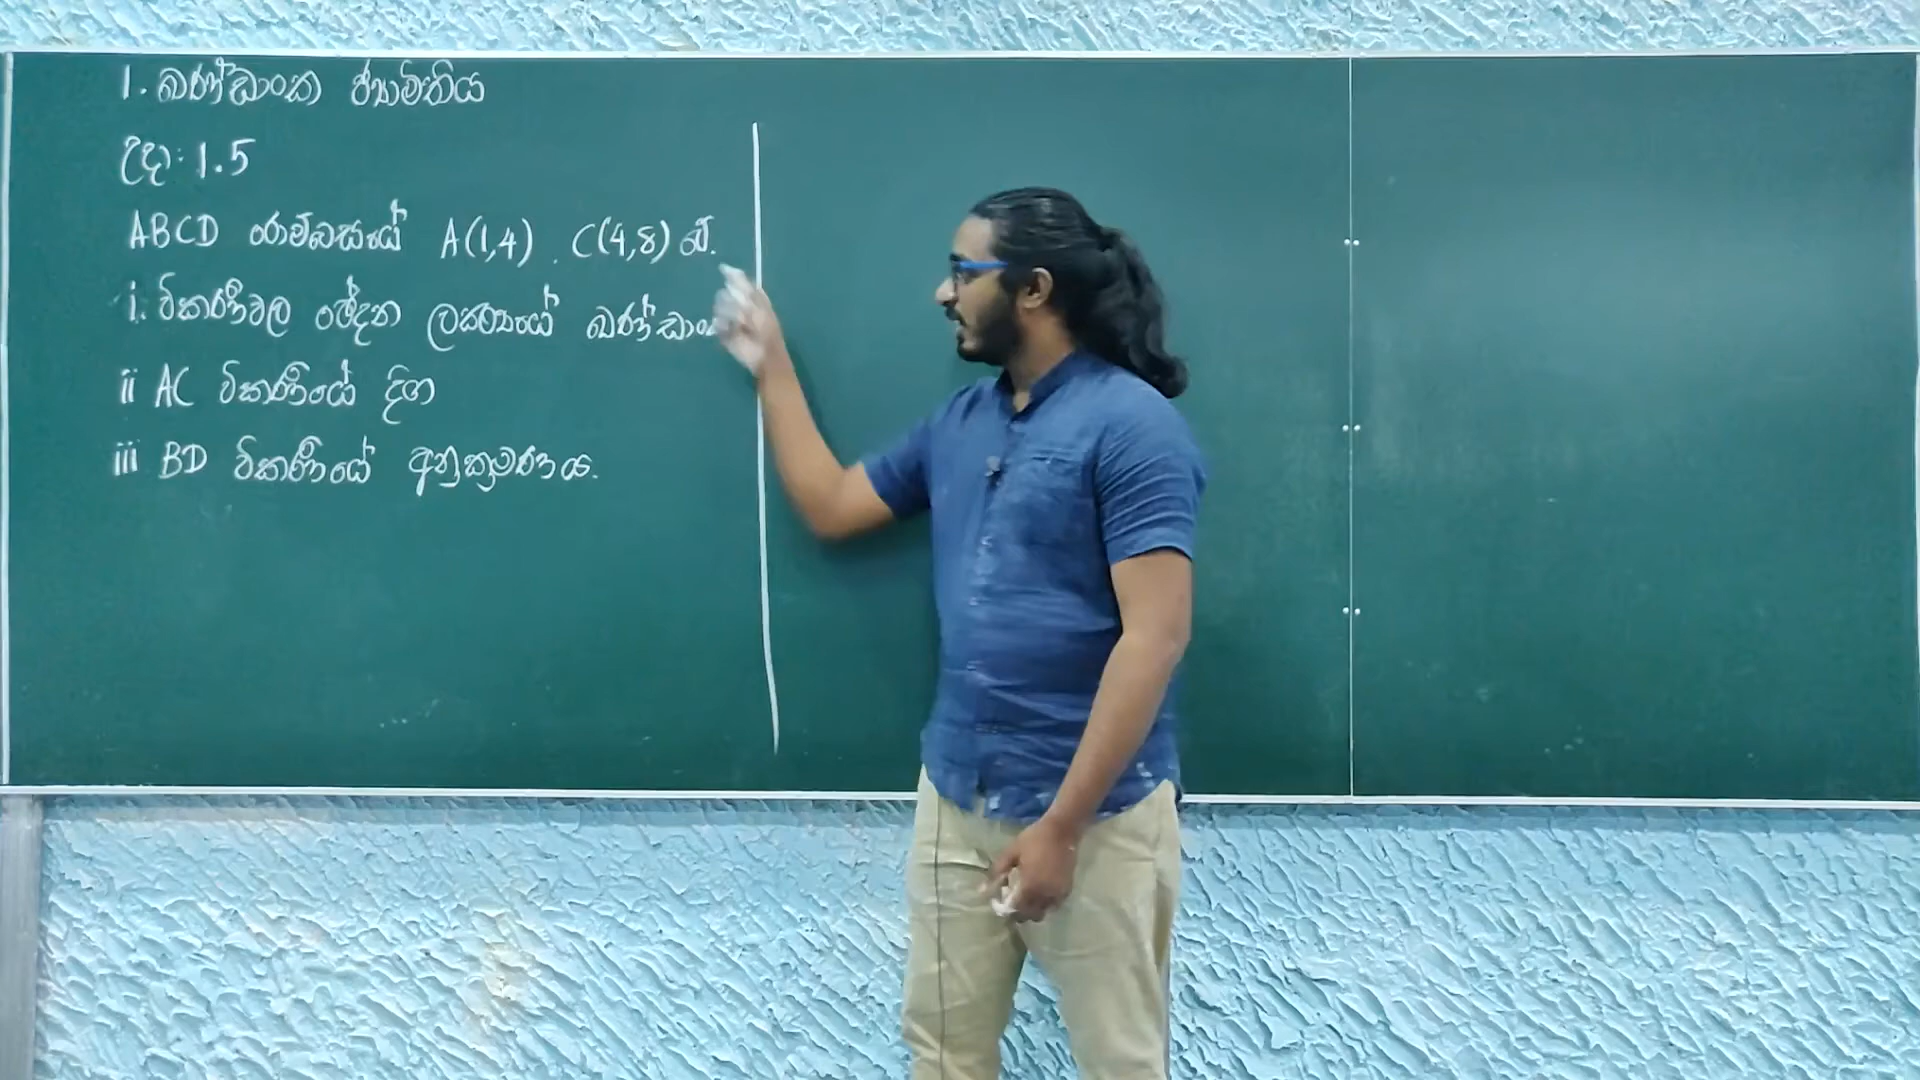 1. ඛණ්ඩාංක ජ්‍යාමිතිය
උදා: 1.5
ABCD රොම්බසයේ A(1,4) . C(4,8) වේ.
i. විකර්ණවල ඡේදන ලක්ෂ්‍යයේ
ii AC විකර්ණයේ දිග
iii BD විකර්ණයේ අනුක්‍රමණය.